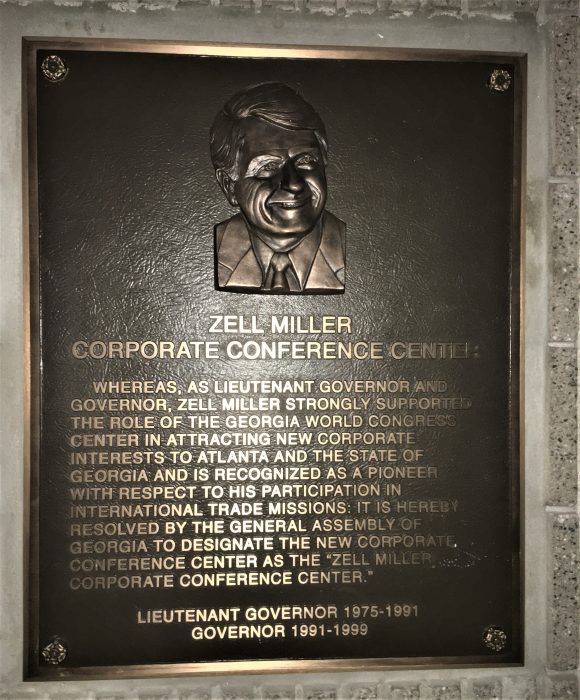 ZELL MILLER
CORPORATE CONFERENCE CENTER
WHEREAS, AS LIEUTENANT GOVERNOR AND
GOVERNOR, ZELL MILLER STRONGLY SUPPORTED
THE ROLE OF THE GEORGIA WORLD CONGRESS
CENTER IN ATTRACTING NEW CORPORATE
INTERESTS TO ATLANTA AND THE STATE OF
GEORGIA AND IS RECOGNIZED AS A PIONEER
WITH RESPECT TO HIS PARTICIPATION IN
INTERNATIONAL TRADE MISSIONS: IT IS HEREBY
RESOLVED BY THE GENERAL ASSEMBLY OF
GEORGIA TO DESIGNATE THE NEW CORPORATE
CONFERENCE CENTER AS THE "ZELL MILLER
CORPORATE CONFERENCE CENTER."
LIEUTENANT GOVERNOR 1975-1991
GOVERNOR 1991-1999